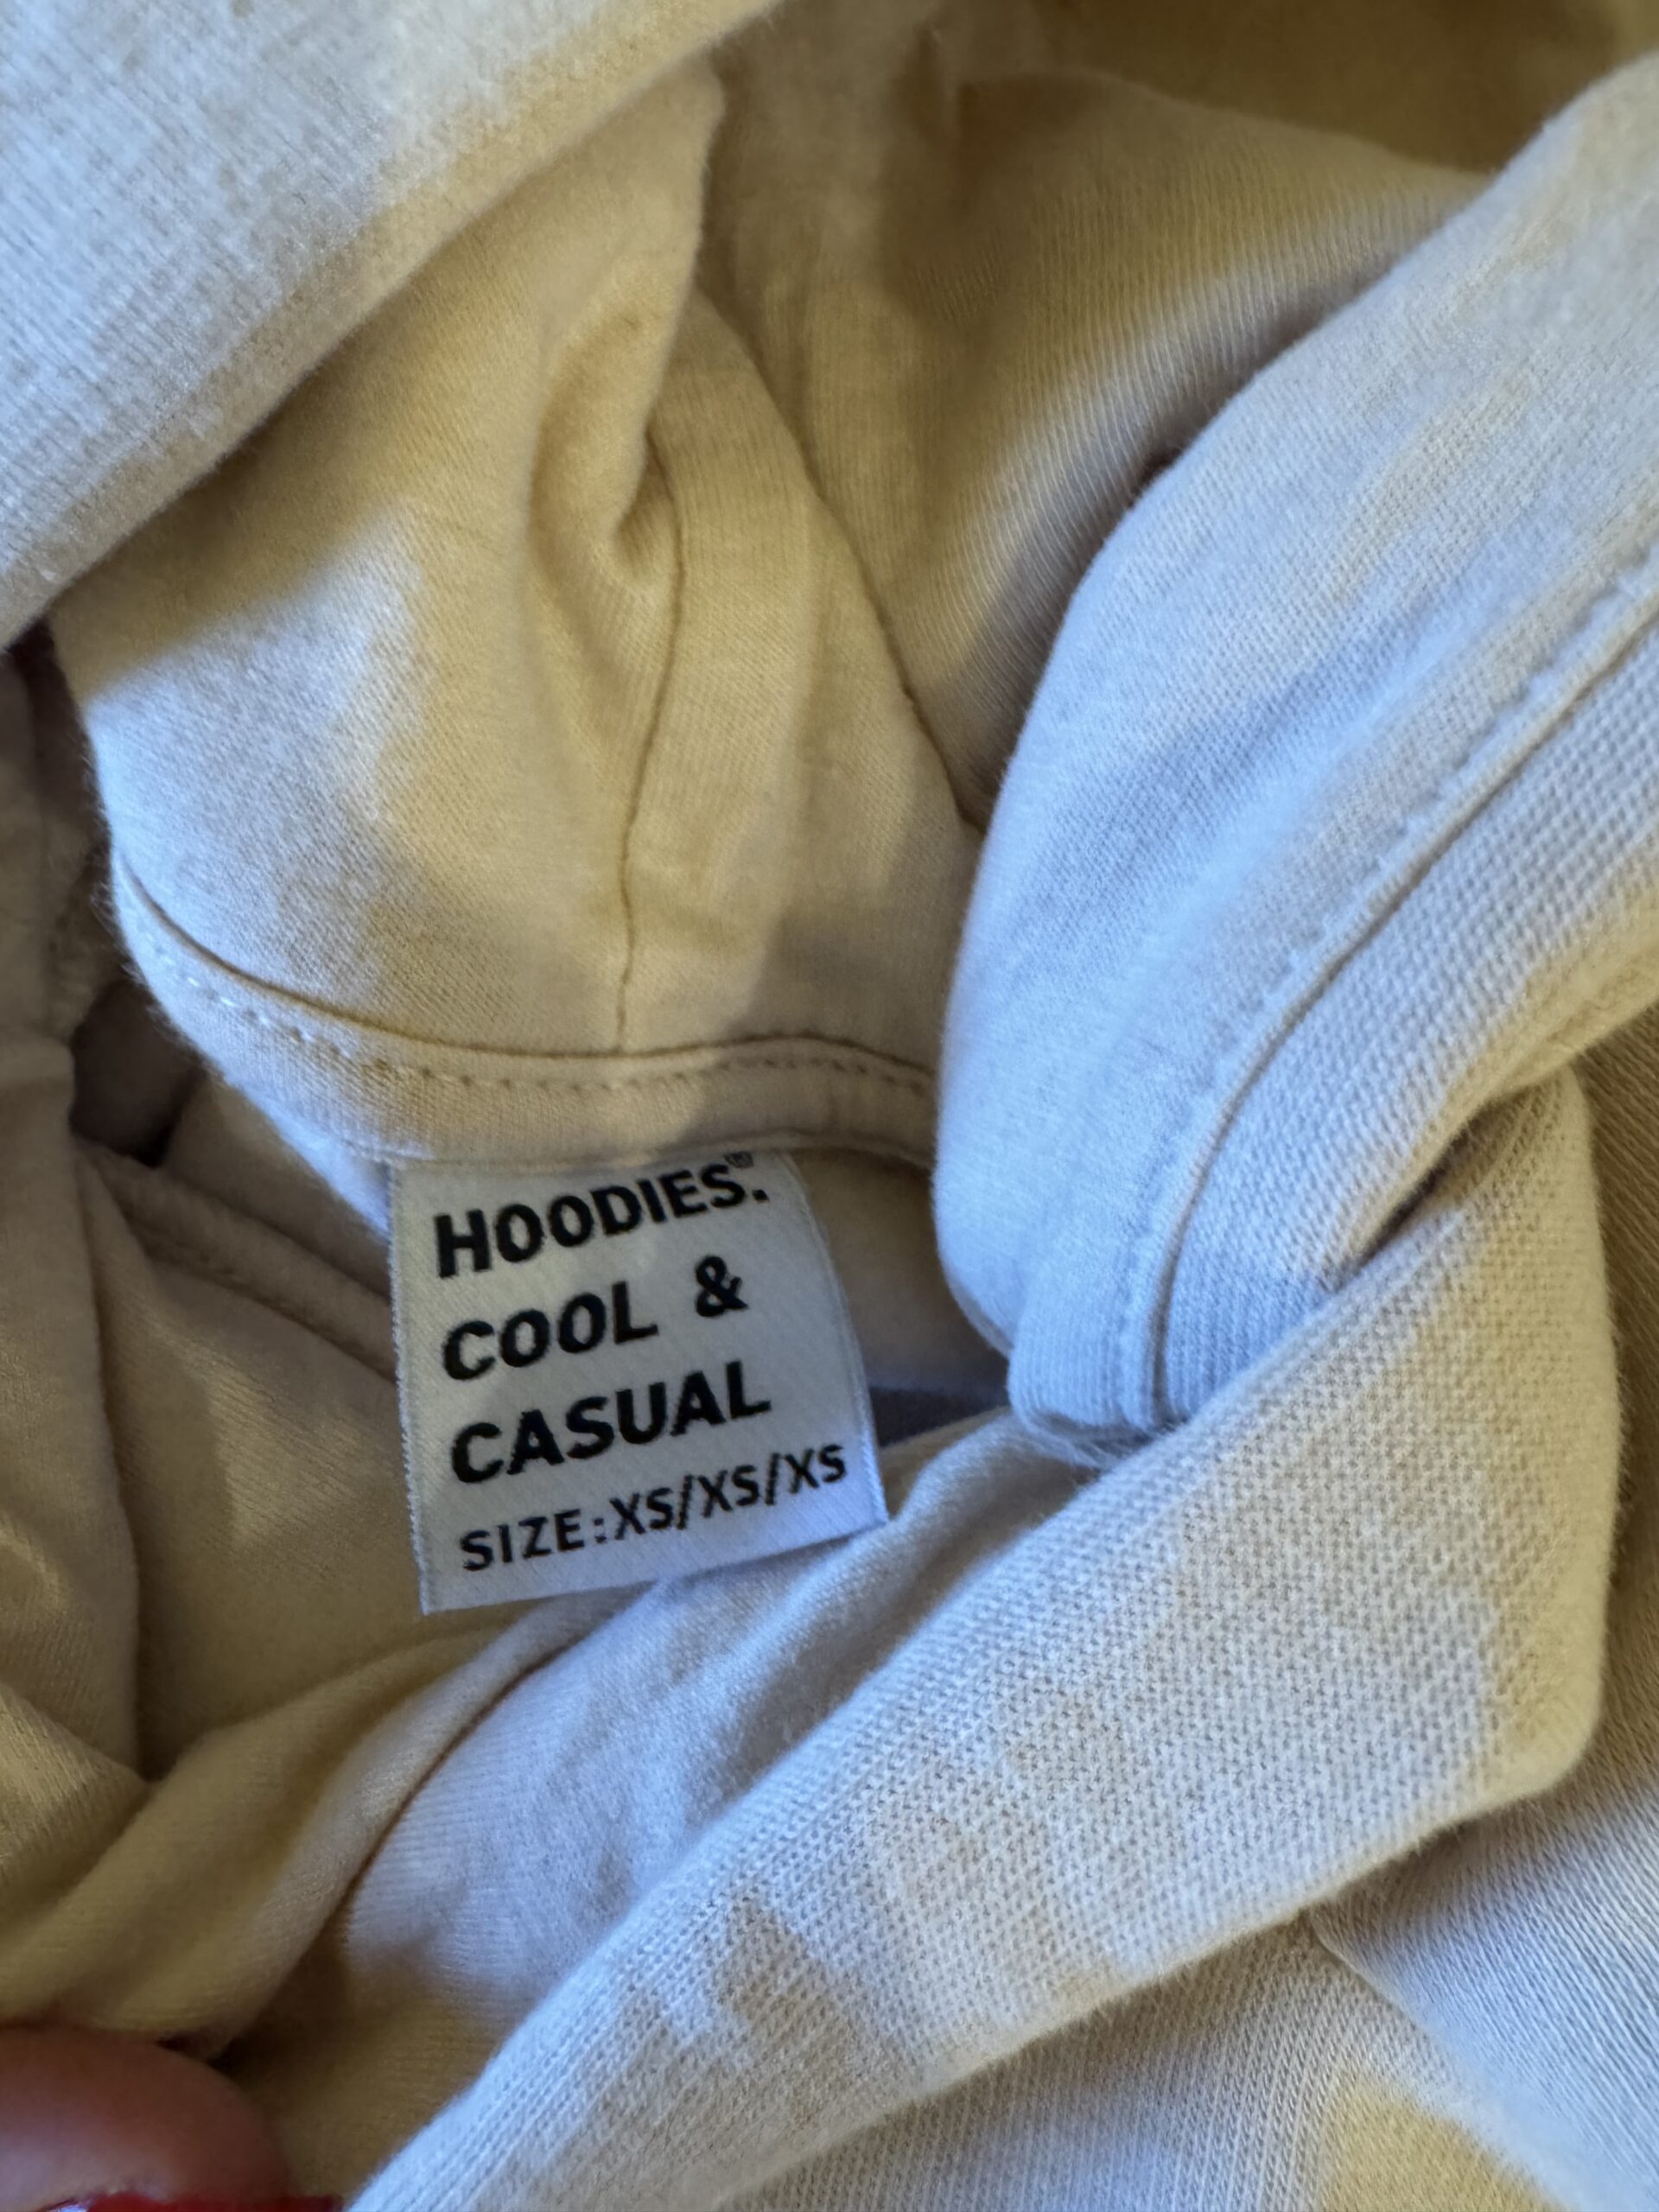 HOODIES.®
COOL &
CASUAL
SIZE:XS/XS/XS